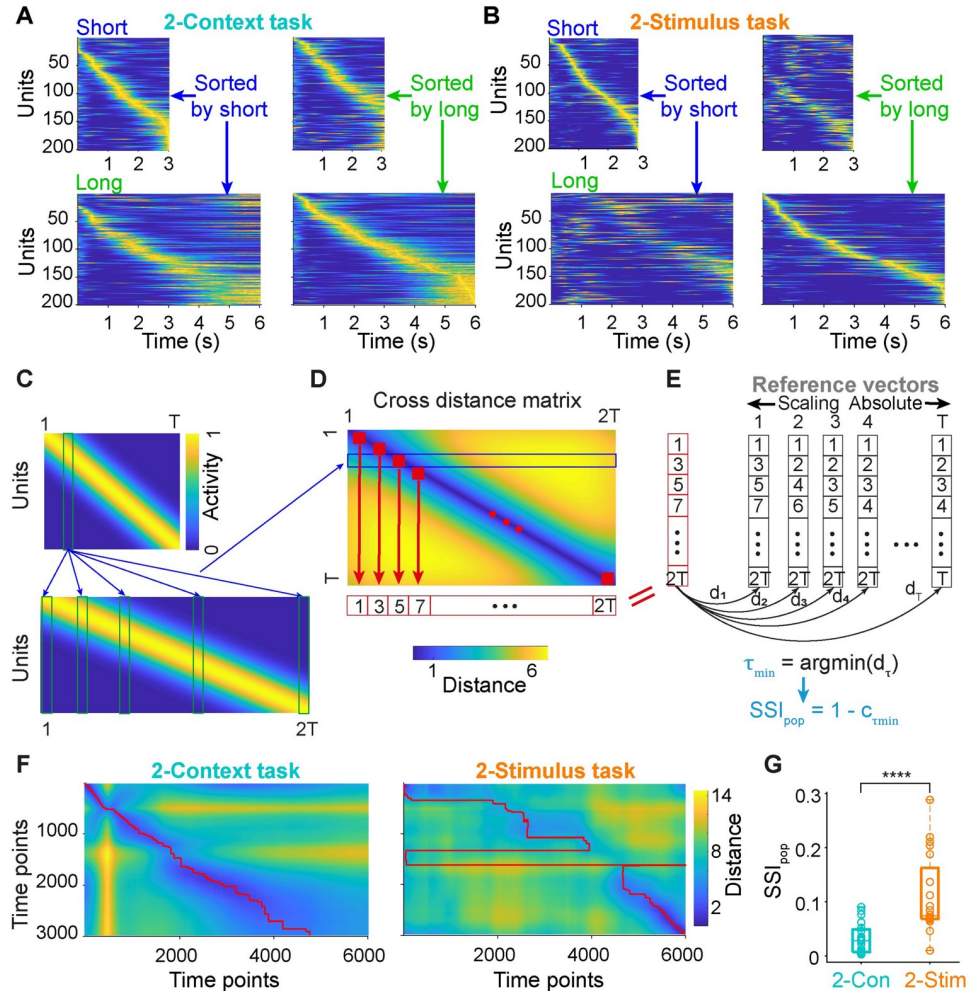 A
2-Context task
B
2-Stimulus task
Short
Units
50
100
150
200
1 2 3
Sorted
by short
1 2 3
Sorted
by long
Short
Units
50
100
150
200
1 2 3
Sorted
by short
1 2 3
Sorted
by long
Long
Units
50
100
150
200
1 2 3 4 5 6
Time (s)
1 2 3 4 5 6
Long
Units
50
100
150
200
1 2 3 4 5 6
Time (s)
1 2 3 4 5 6
C
1 T
Units
0 Activity 1
Units
1 2T
D
Cross distance matrix
1 2T
1
T
1 3 5 7 ••• 2T
1 6
Distance
E
Reference vectors
Scaling Absolute
1 2 3 4 T
1 1 1 1 1 1
3 3 2 2 2 2
5 5 4 3 3 3
7 7 6 5 4 4
•••
2T 2T 2T 2T 2T T
d₁ d₂ d₃ d₄ d_T
τ_min = argmin(d_τ)
SSI_pop = 1 - c_τmin
F
2-Context task
2-Stimulus task
Time points
1000
2000
3000
2000 4000 6000
Time points
2000 4000 6000
Time points
14
8
2
Distance
G
****
SSI_pop
0.3
0.1
0
2-Con 2-Stim